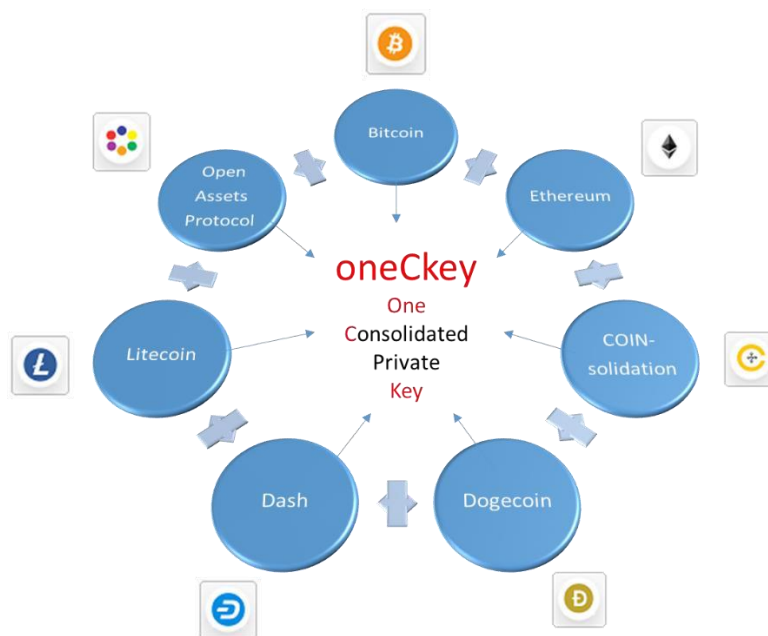 Bitcoin
Ethereum
COIN-
solidation
Dogecoin
Dash
Litecoin
Open
Assets
Protocol
oneCkey
One
Consolidated
Private
Key